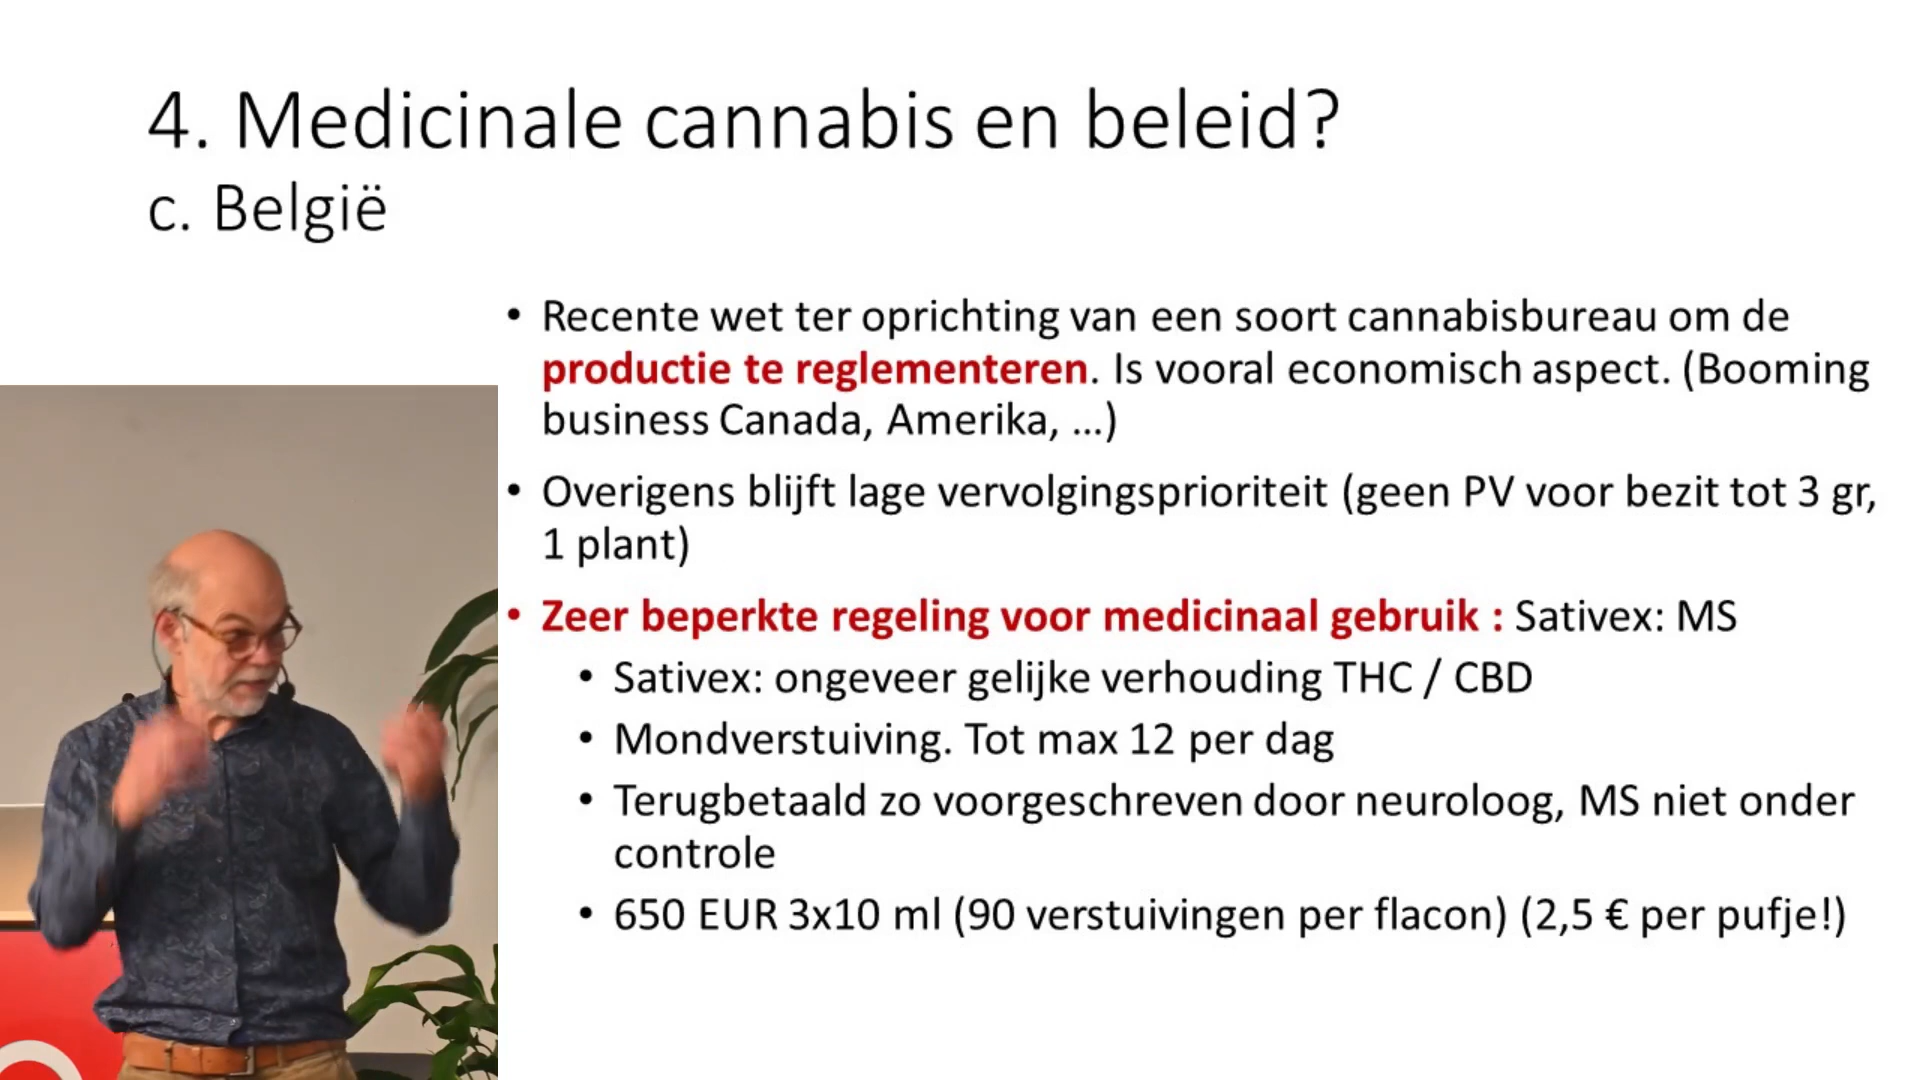 4. Medicinale cannabis en beleid?
c. België
• Recente wet ter oprichting van een soort cannabisbureau om de
productie te reglementeren. Is vooral economisch aspect. (Booming
business Canada, Amerika, ...)
• Overigens blijft lage vervolgingsprioriteit (geen PV voor bezit tot 3 gr,
1 plant)
• Zeer beperkte regeling voor medicinaal gebruik : Sativex: MS
• Sativex: ongeveer gelijke verhouding THC / CBD
• Mondverstuiving. Tot max 12 per dag
• Terugbetaald zo voorgeschreven door neuroloog, MS niet onder
controle
• 650 EUR 3x10 ml (90 verstuivingen per flacon) (2,5 € per pufje!)